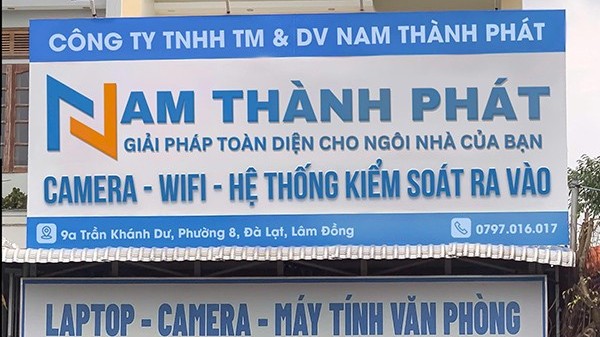 CÔNG TY TNHH TM & DV NAM THÀNH PHÁT
NAM THÀNH PHÁT
GIẢI PHÁP TOÀN DIỆN CHO NGÔI NHÀ CỦA BẠN
CAMERA - WIFI - HỆ THỐNG KIỂM SOÁT RA VÀO
9a Trần Khánh Dư, Phường 8, Đà Lạt, Lâm Đồng 0797.016.017
LAPTOP - CAMERA - MÁY TÍNH VĂN PHÒNG